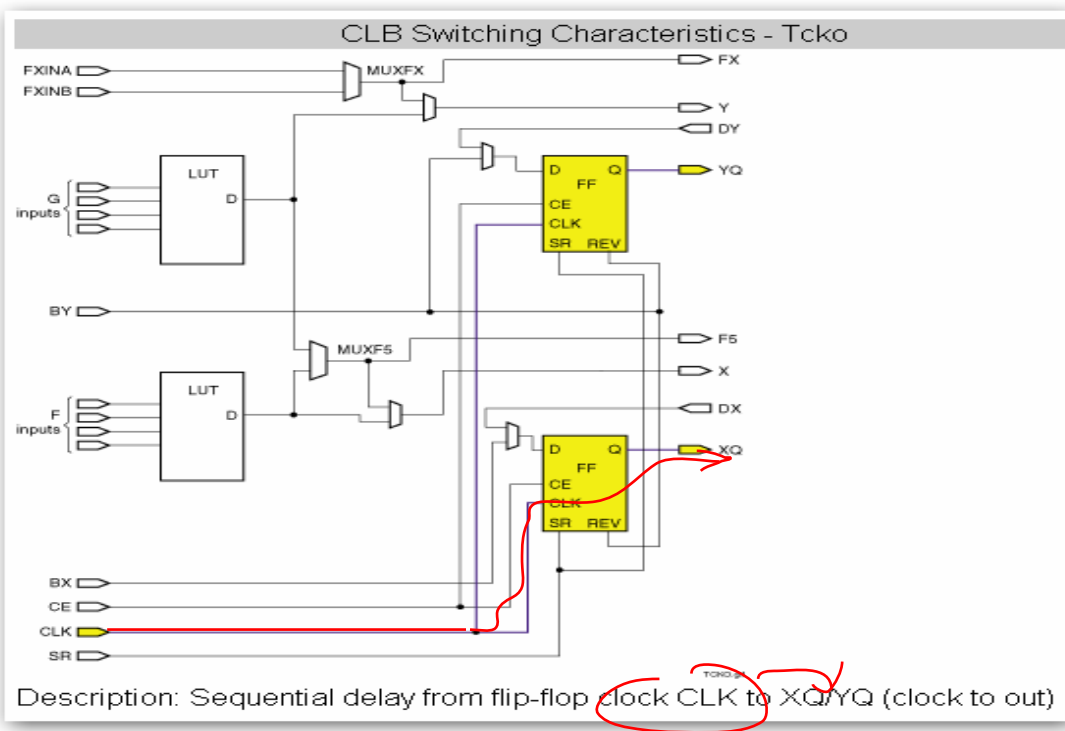 CLB Switching Characteristics - Tcko
FXINA
FXINB
MUXFX
FX
Y
DY
LUT
D
G
inputs
D
Q
FF
CE
CLK
SR REV
YQ
BY
MUXF5
F5
X
DX
LUT
D
F
inputs
D
Q
FF
CE
CLK
SR REV
XQ
BX
CE
CLK
SR
Description: Sequential delay from flip-flop clock CLK to XQ/YQ (clock to out)